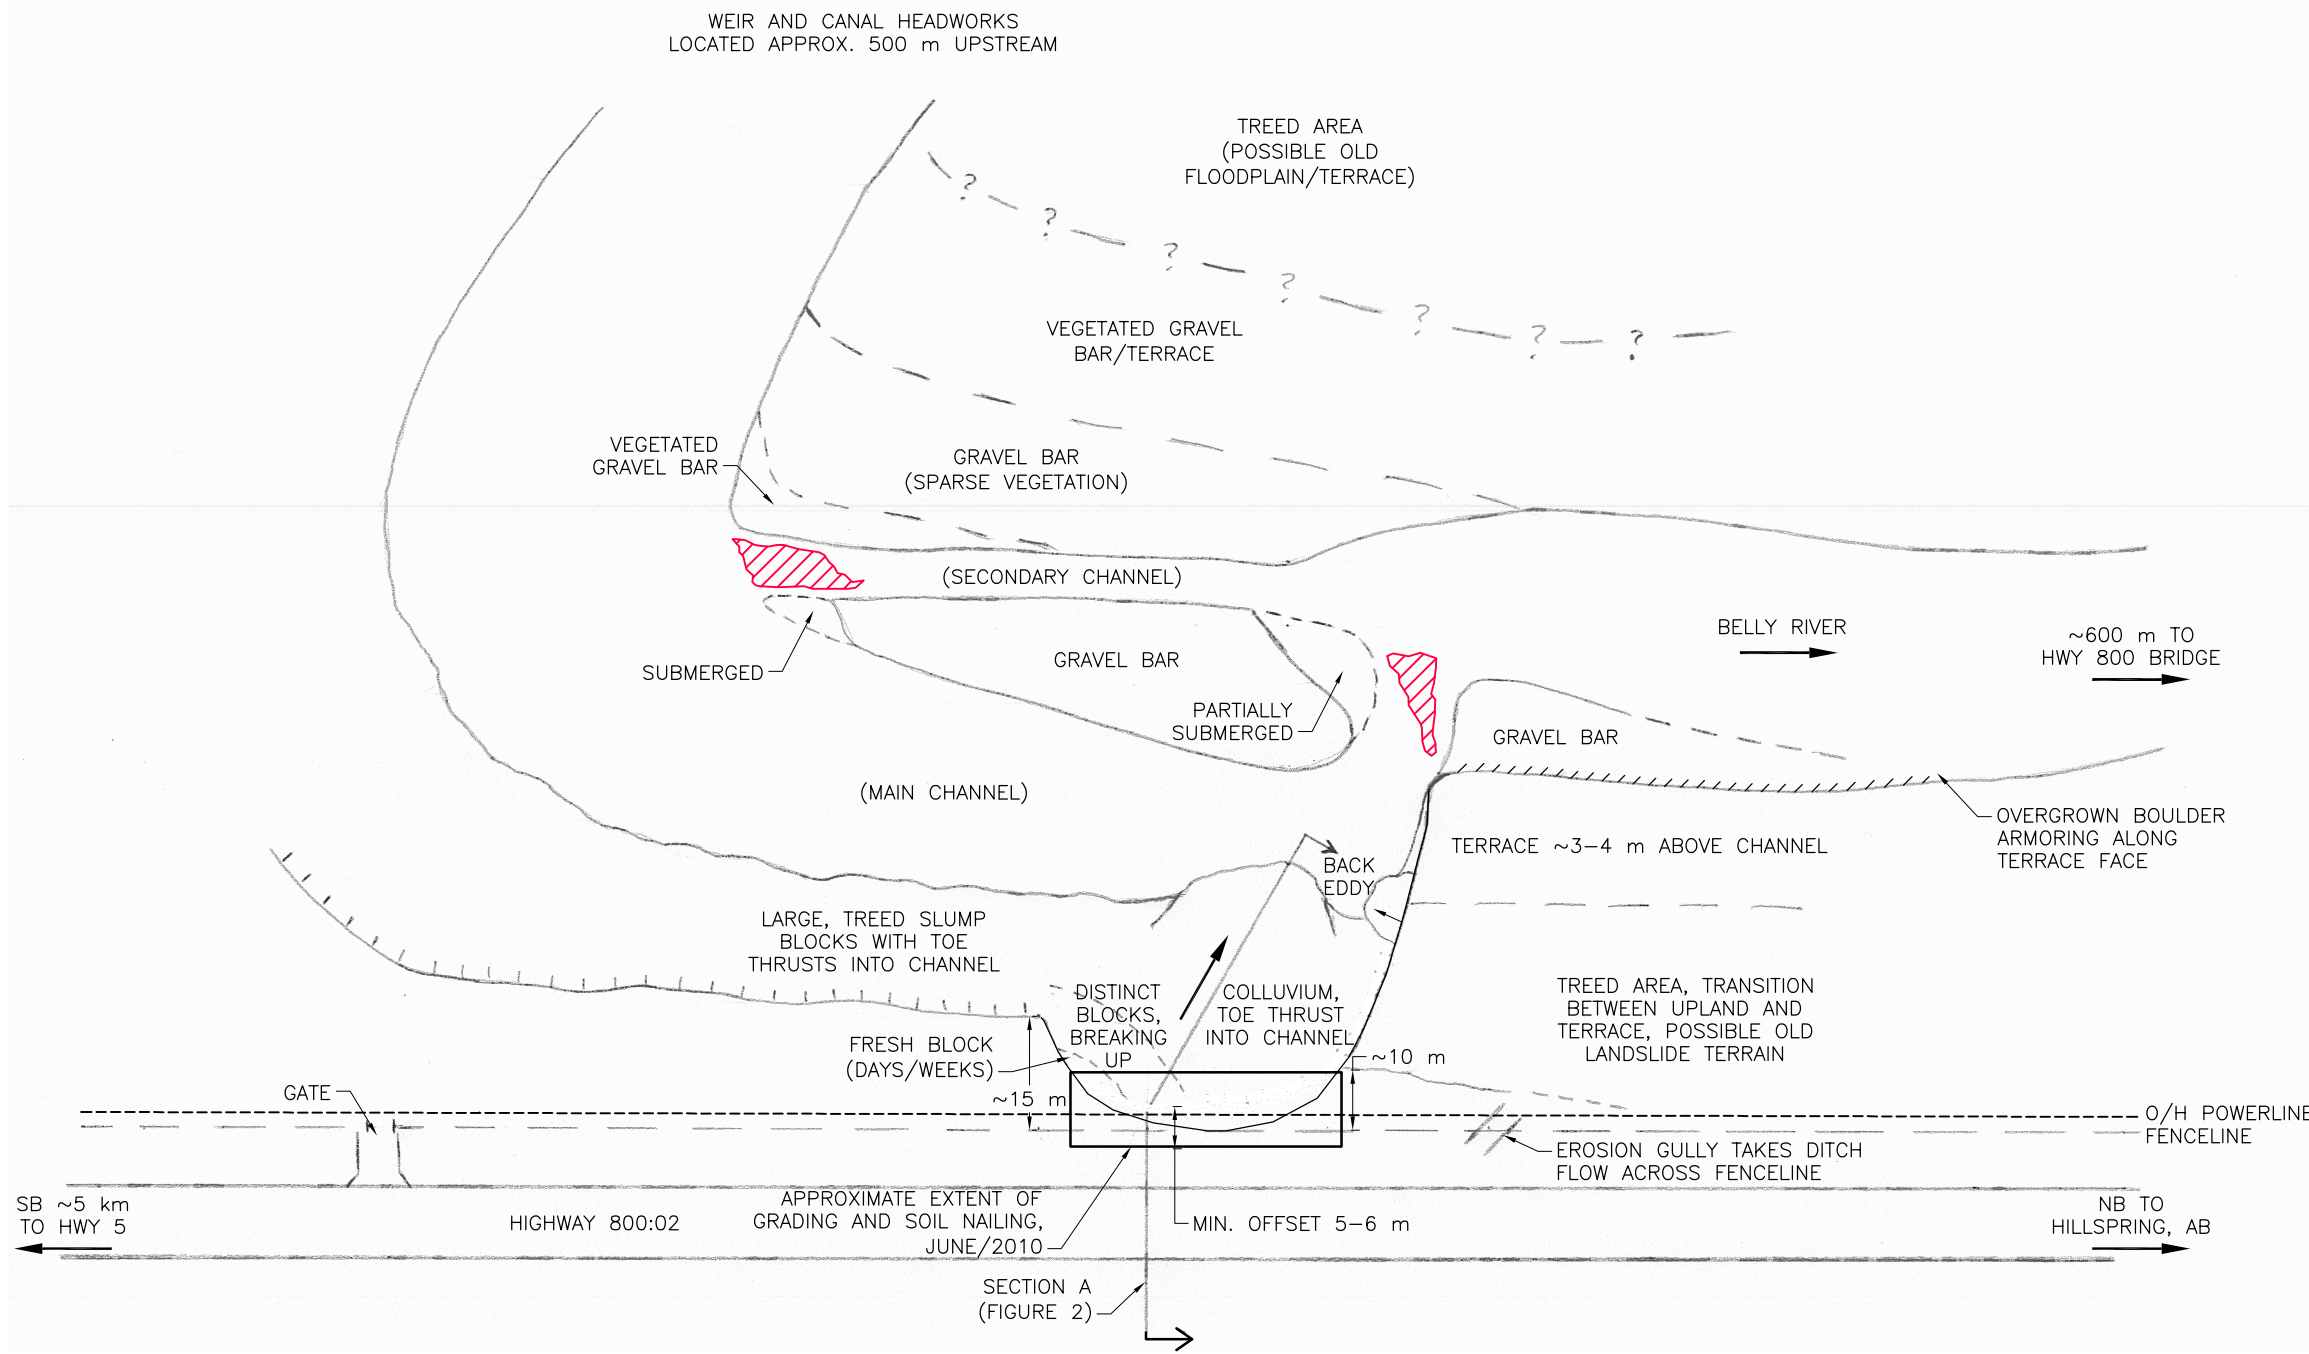 WEIR AND CANAL HEADWORKS
LOCATED APPROX. 500 m UPSTREAM
TREED AREA
(POSSIBLE OLD
FLOODPLAIN/TERRACE)
?
?
?
?
?
?
?
VEGETATED GRAVEL
BAR/TERRACE
VEGETATED
GRAVEL BAR
GRAVEL BAR
(SPARSE VEGETATION)
(SECONDARY CHANNEL)
BELLY RIVER
~600 m TO
HWY 800 BRIDGE
SUBMERGED
GRAVEL BAR
PARTIALLY
SUBMERGED
GRAVEL BAR
(MAIN CHANNEL)
OVERGROWN BOULDER
ARMORING ALONG
TERRACE FACE
TERRACE ~3-4 m ABOVE CHANNEL
BACK
EDDY
LARGE, TREED SLUMP
BLOCKS WITH TOE
THRUSTS INTO CHANNEL
DISTINCT
BLOCKS,
BREAKING
UP
COLLUVIUM,
TOE THRUST
INTO CHANNEL
TREED AREA, TRANSITION
BETWEEN UPLAND AND
TERRACE, POSSIBLE OLD
LANDSLIDE TERRAIN
FRESH BLOCK
(DAYS/WEEKS)
~10 m
GATE
~15 m
O/H POWERLINE
FENCELINE
EROSION GULLY TAKES DITCH
FLOW ACROSS FENCELINE
SB ~5 km
TO HWY 5
HIGHWAY 800:02
APPROXIMATE EXTENT OF
GRADING AND SOIL NAILING,
JUNE/2010
MIN. OFFSET 5-6 m
NB TO
HILLSPRING, AB
SECTION A
(FIGURE 2)